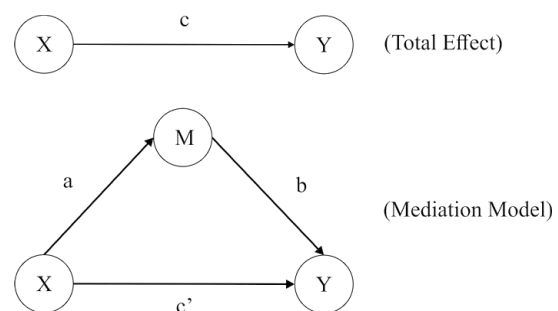 c
X
Y
(Total Effect)
M
a
b
(Mediation Model)
X
Y
c’